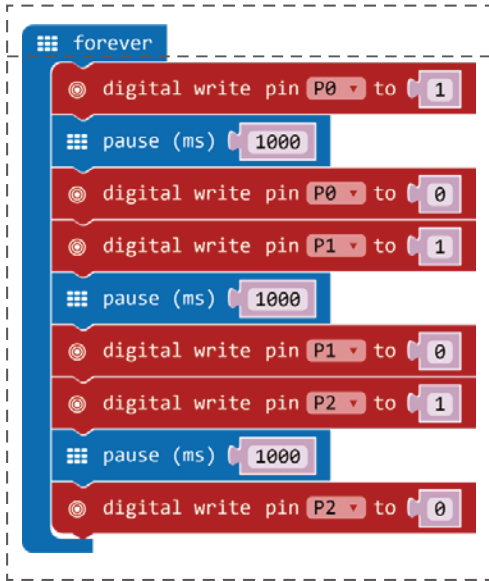 forever
digital write pin P0 to 1
pause (ms) 1000
digital write pin P0 to 0
digital write pin P1 to 1
pause (ms) 1000
digital write pin P1 to 0
digital write pin P2 to 1
pause (ms) 1000
digital write pin P2 to 0